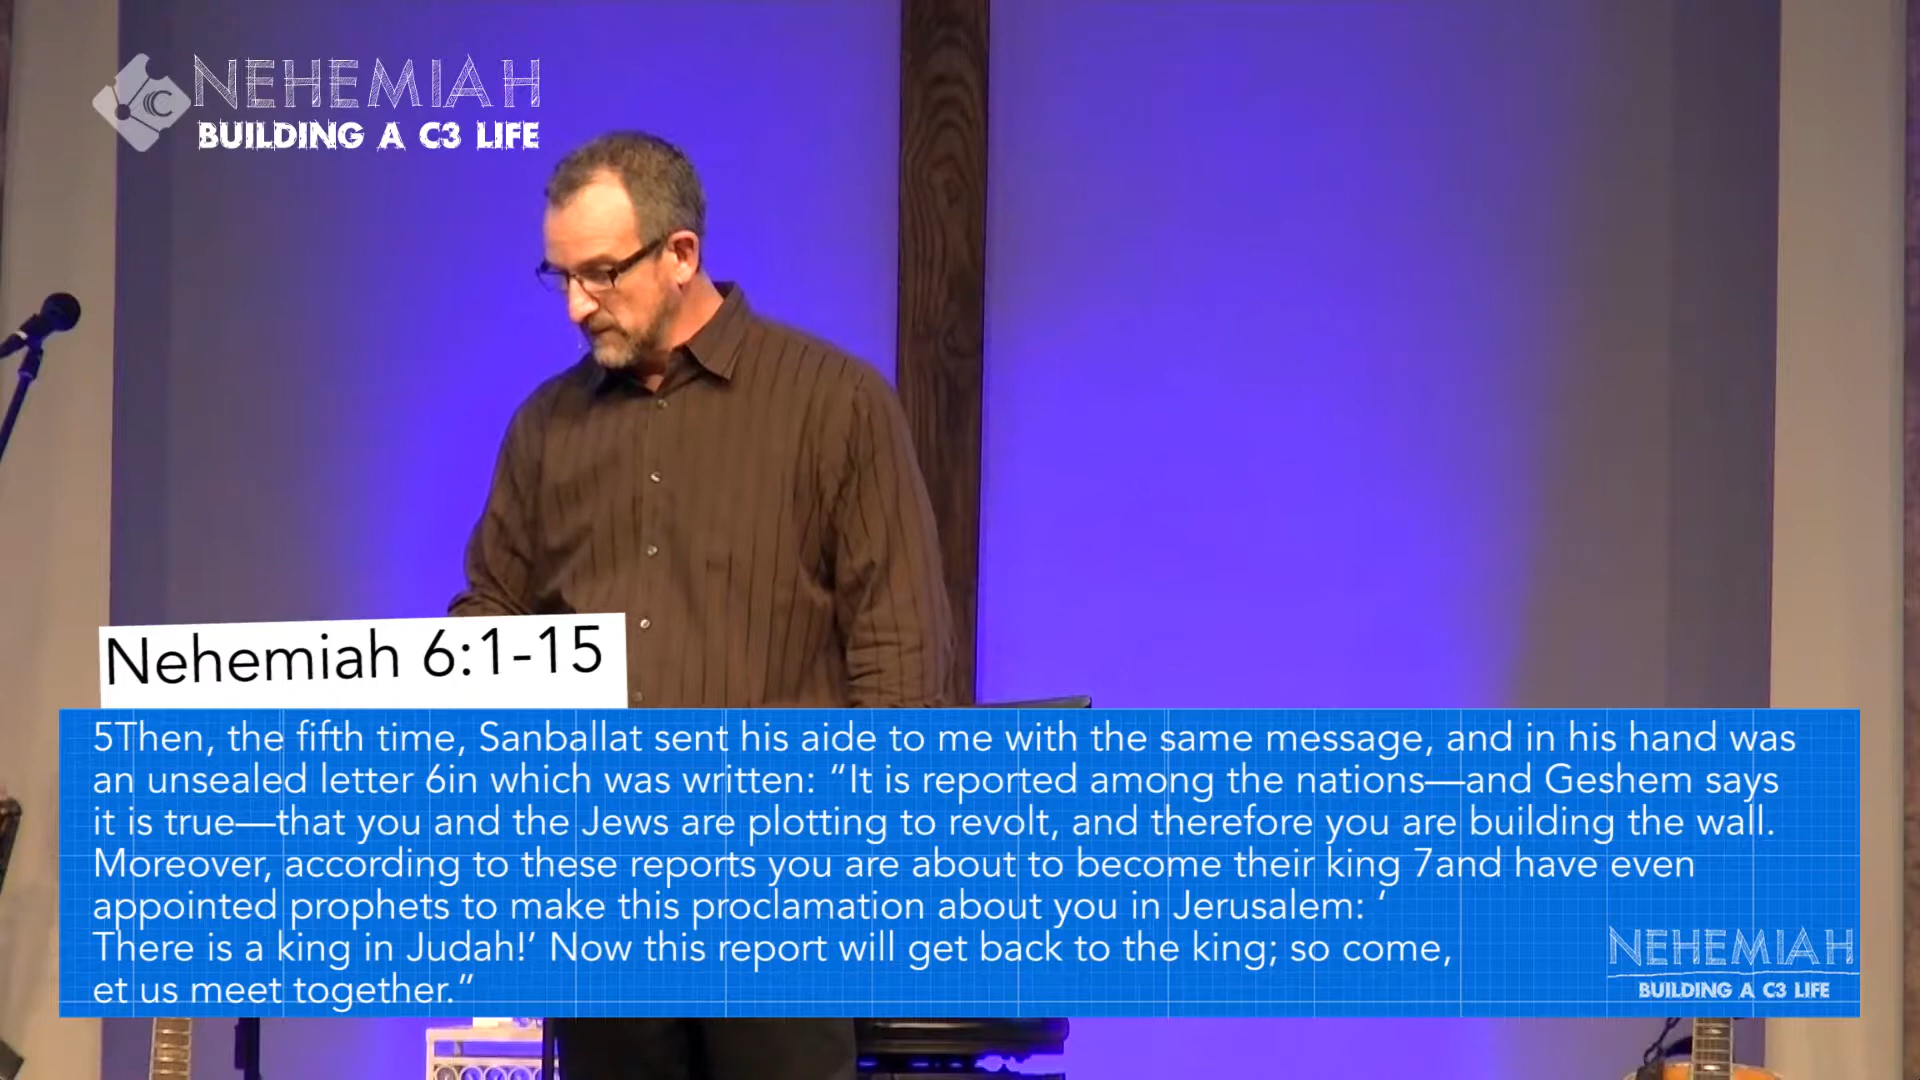 NEHEMIAH
BUILDING A C3 LIFE
Nehemiah 6:1-15
5Then, the fifth time, Sanballat sent his aide to me with the same message, and in his hand was
an unsealed letter 6in which was written: “It is reported among the nations—and Geshem says
it is true—that you and the Jews are plotting to revolt, and therefore you are building the wall.
Moreover, according to these reports you are about to become their king 7and have even
appointed prophets to make this proclamation about you in Jerusalem: ‘
There is a king in Judah!’ Now this report will get back to the king; so come,
et us meet together.”
NEHEMIAH
BUILDING A C3 LIFE